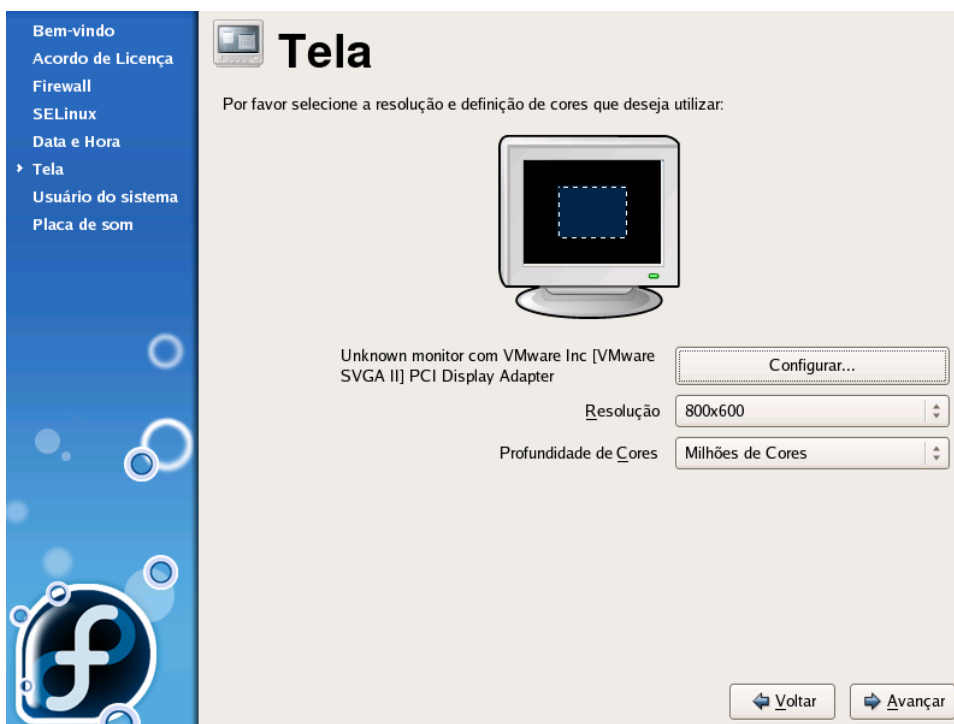 Bem-vindo
Acordo de Licença
Firewall
SELinux
Data e Hora
Tela
Usuário do sistema
Placa de som
Tela
Por favor selecione a resolução e definição de cores que deseja utilizar:
Unknown monitor com VMware Inc [VMware
SVGA II] PCI Display Adapter
Configurar...
Resolução
800x600
Profundidade de Cores
Milhões de Cores
Voltar
Avançar